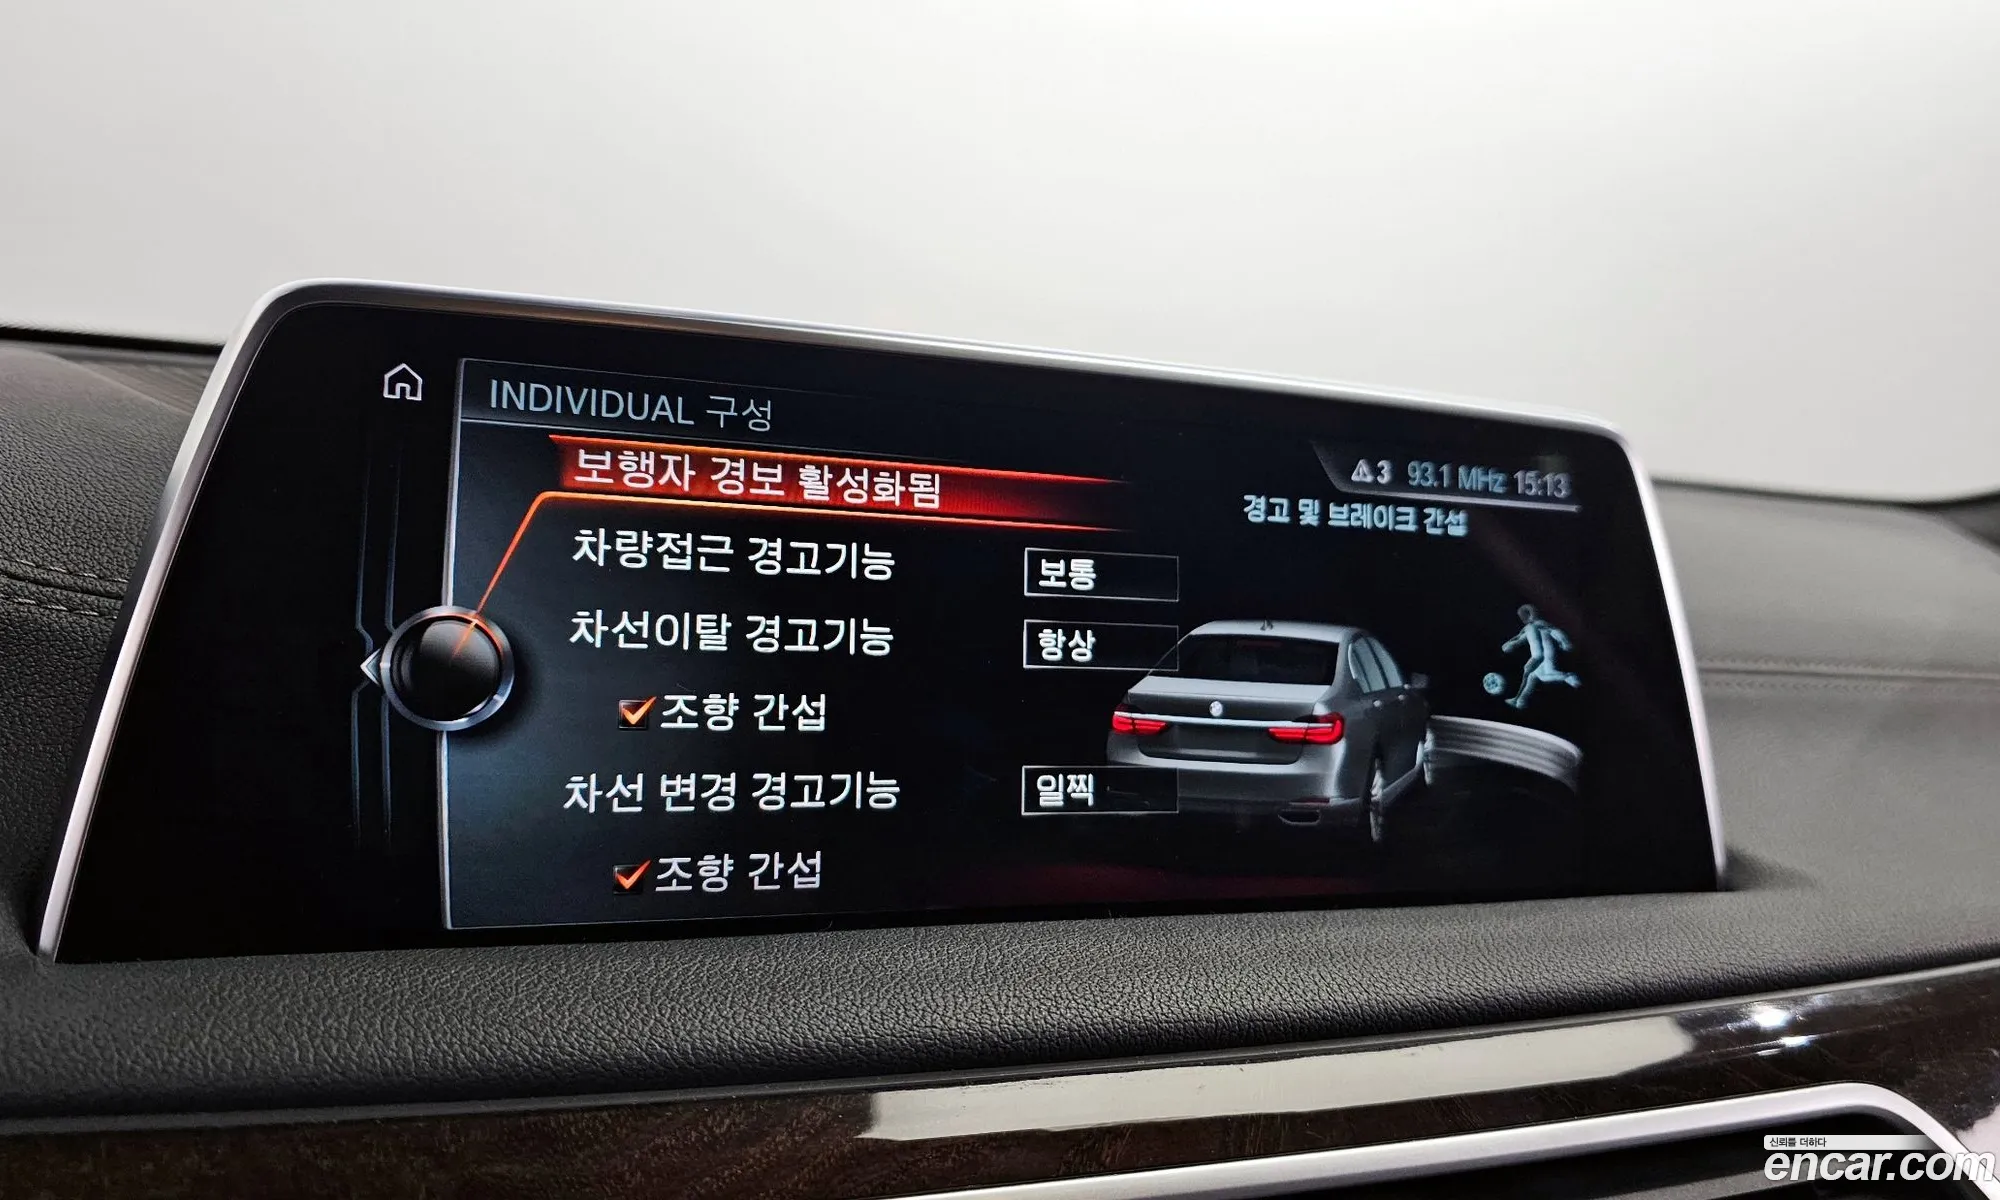 INDIVIDUAL 구성
3 93.1 MHz 15:13
보행자 경보 활성화됨
경고 및 브레이크 간섭
차량접근 경고기능 보통
차선이탈 경고기능 항상
조향 간섭
차선 변경 경고기능 일찍
조향 간섭
신뢰를 더하다
encar.com